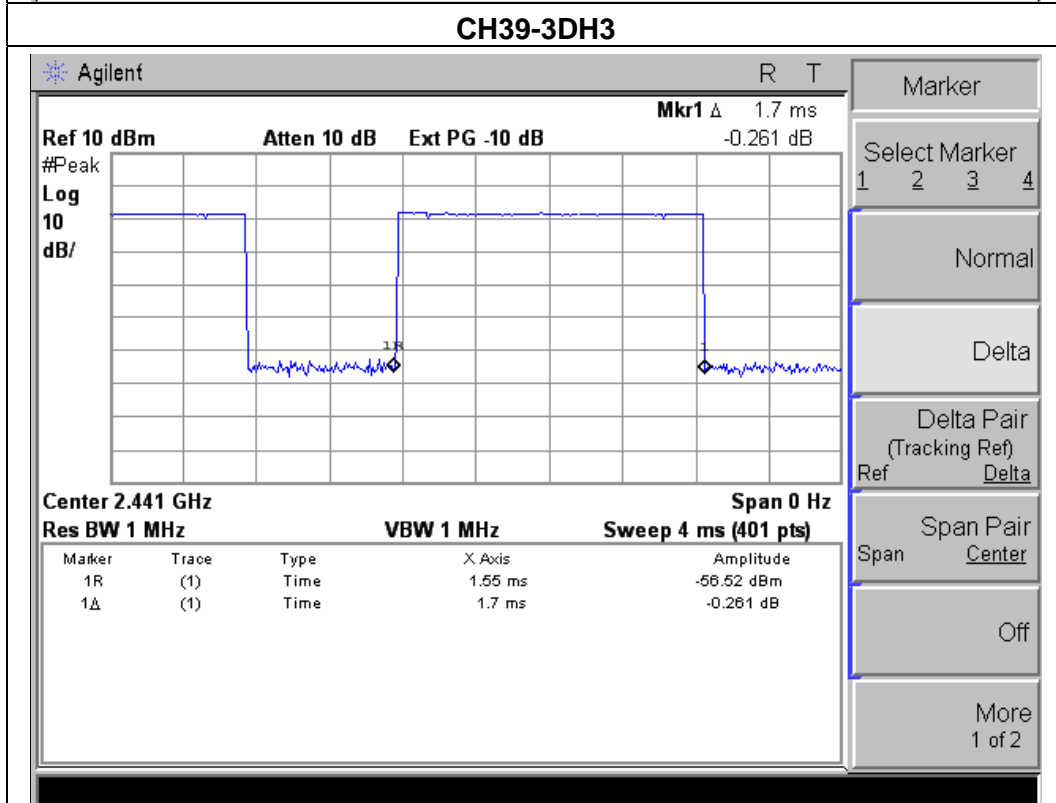 CH39-3DH3
Agilent R T
Mkr1 Δ 1.7 ms
Ref 10 dBm Atten 10 dB Ext PG -10 dB -0.261 dB
#Peak
Log
10
dB/
1R
1
Center 2.441 GHz Span 0 Hz
Res BW 1 MHz VBW 1 MHz Sweep 4 ms (401 pts)
Marker Trace Type X Axis Amplitude
1R (1) Time 1.55 ms -56.52 dBm
1Δ (1) Time 1.7 ms -0.261 dB
Marker
Select Marker
1 2 3 4
Normal
Delta
Delta Pair
(Tracking Ref)
Ref Delta
Span Pair
Span Center
Off
More
1 of 2